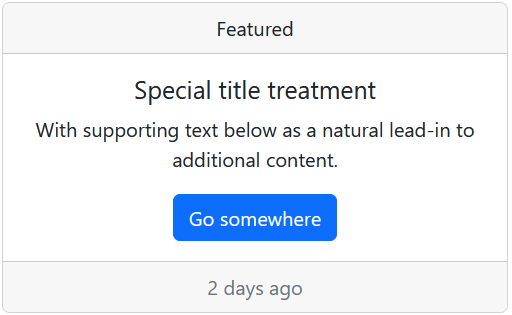 Featured
Special title treatment
With supporting text below as a natural lead-in to
additional content.
Go somewhere
2 days ago